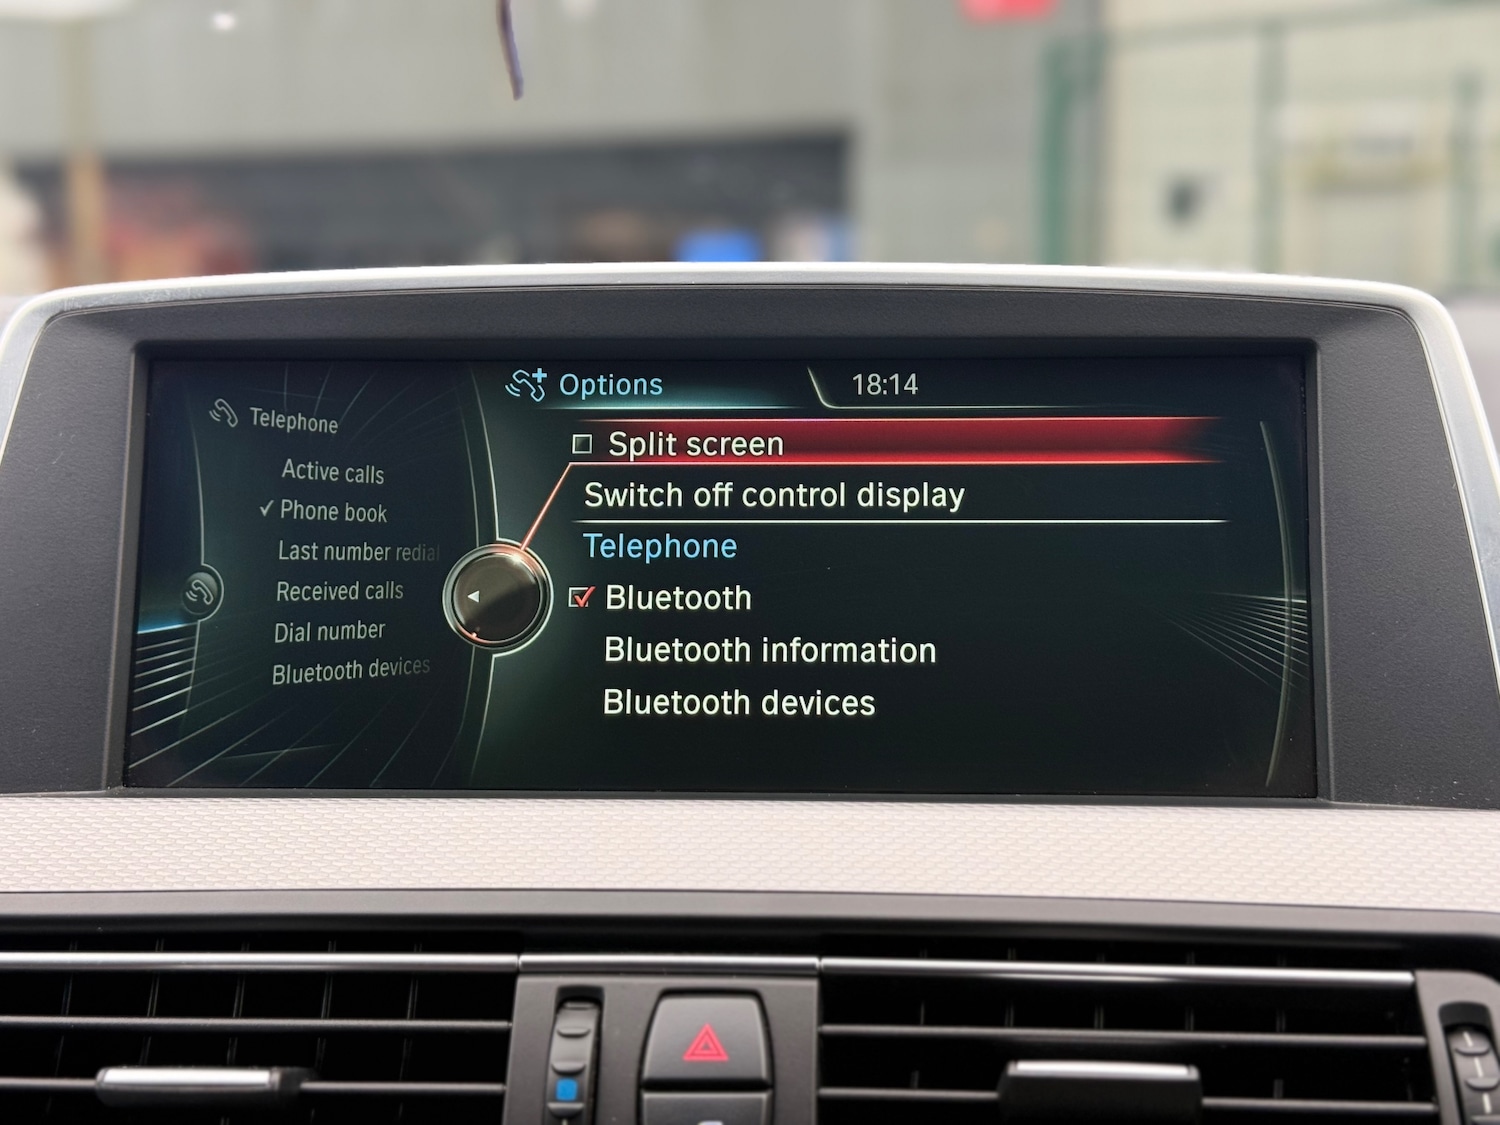 Telephone
Active calls
✓ Phone book
Last number redial
Received calls
Dial number
Bluetooth devices
Options
18:14
Split screen
Switch off control display
Telephone
Bluetooth
Bluetooth information
Bluetooth devices